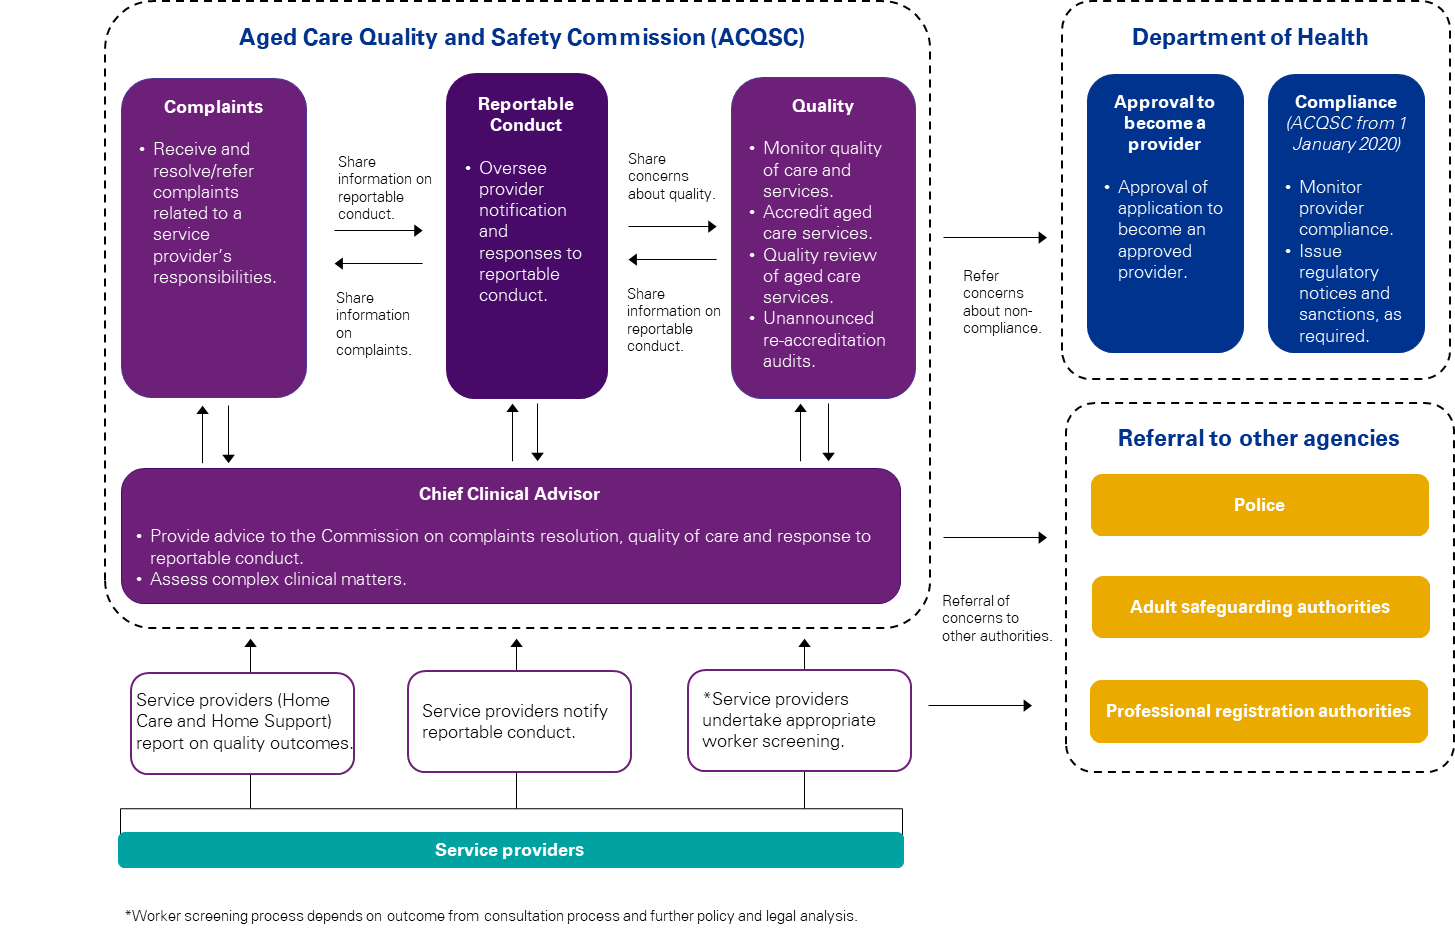 Aged Care Quality and Safety Commission (ACQSC)
Complaints
• Receive and
resolve/refer
complaints
related to a
service
provider’s
responsibilities.
Share
information on
reportable
conduct.
Share
information
on
complaints.
Reportable
Conduct
• Oversee
provider
notification
and
responses to
reportable
conduct.
Share
concerns
about quality.
Share
information on
reportable
conduct.
Quality
• Monitor quality
of care and
services.
• Accredit aged
care services.
• Quality review
of aged care
services.
• Unannounced
re-accreditation
audits.
Refer
concerns
about non-
compliance.
Department of Health
Approval to
become a
provider
• Approval of
application to
become an
approved
provider.
Compliance
(ACQSC from 1
January 2020)
• Monitor
provider
compliance.
• Issue
regulatory
notices and
sanctions, as
required.
Chief Clinical Advisor
• Provide advice to the Commission on complaints resolution, quality of care and response to
reportable conduct.
• Assess complex clinical matters.
Referral of
concerns to
other authorities.
Referral to other agencies
Police
Adult safeguarding authorities
Professional registration authorities
Service providers (Home
Care and Home Support)
report on quality outcomes.
Service providers notify
reportable conduct.
*Service providers
undertake appropriate
worker screening.
Service providers
*Worker screening process depends on outcome from consultation process and further policy and legal analysis.